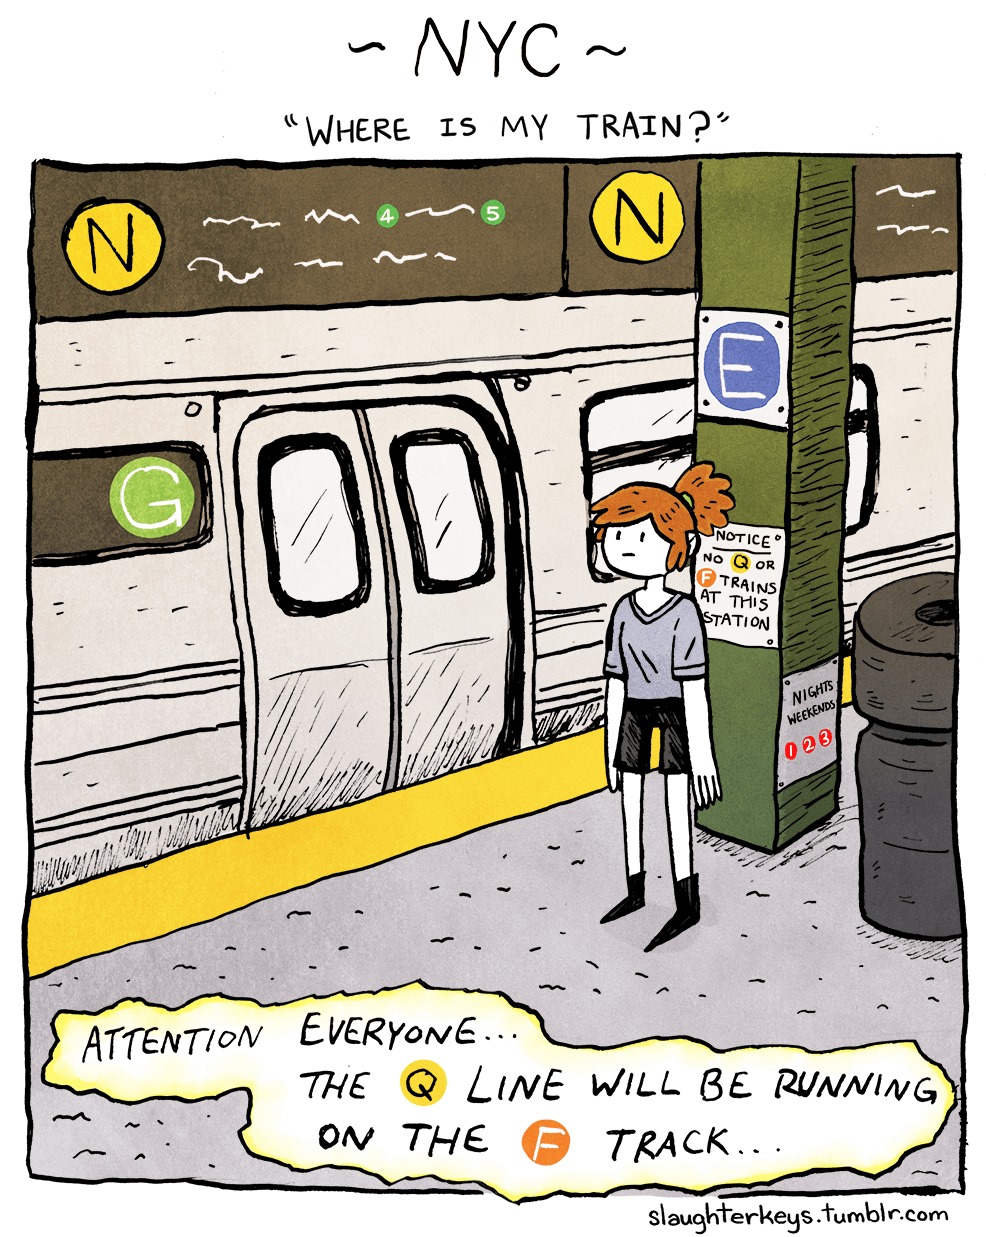 ~ NYC ~
"WHERE IS MY TRAIN?"
N 4 5 N
E
G
NOTICE
NO Q OR
F TRAINS
AT THIS
STATION
NIGHTS
WEEKENDS
1 2 3
ATTENTION EVERYONE...
THE Q LINE WILL BE RUNNING
ON THE F TRACK...
slaughterkeys.tumblr.com